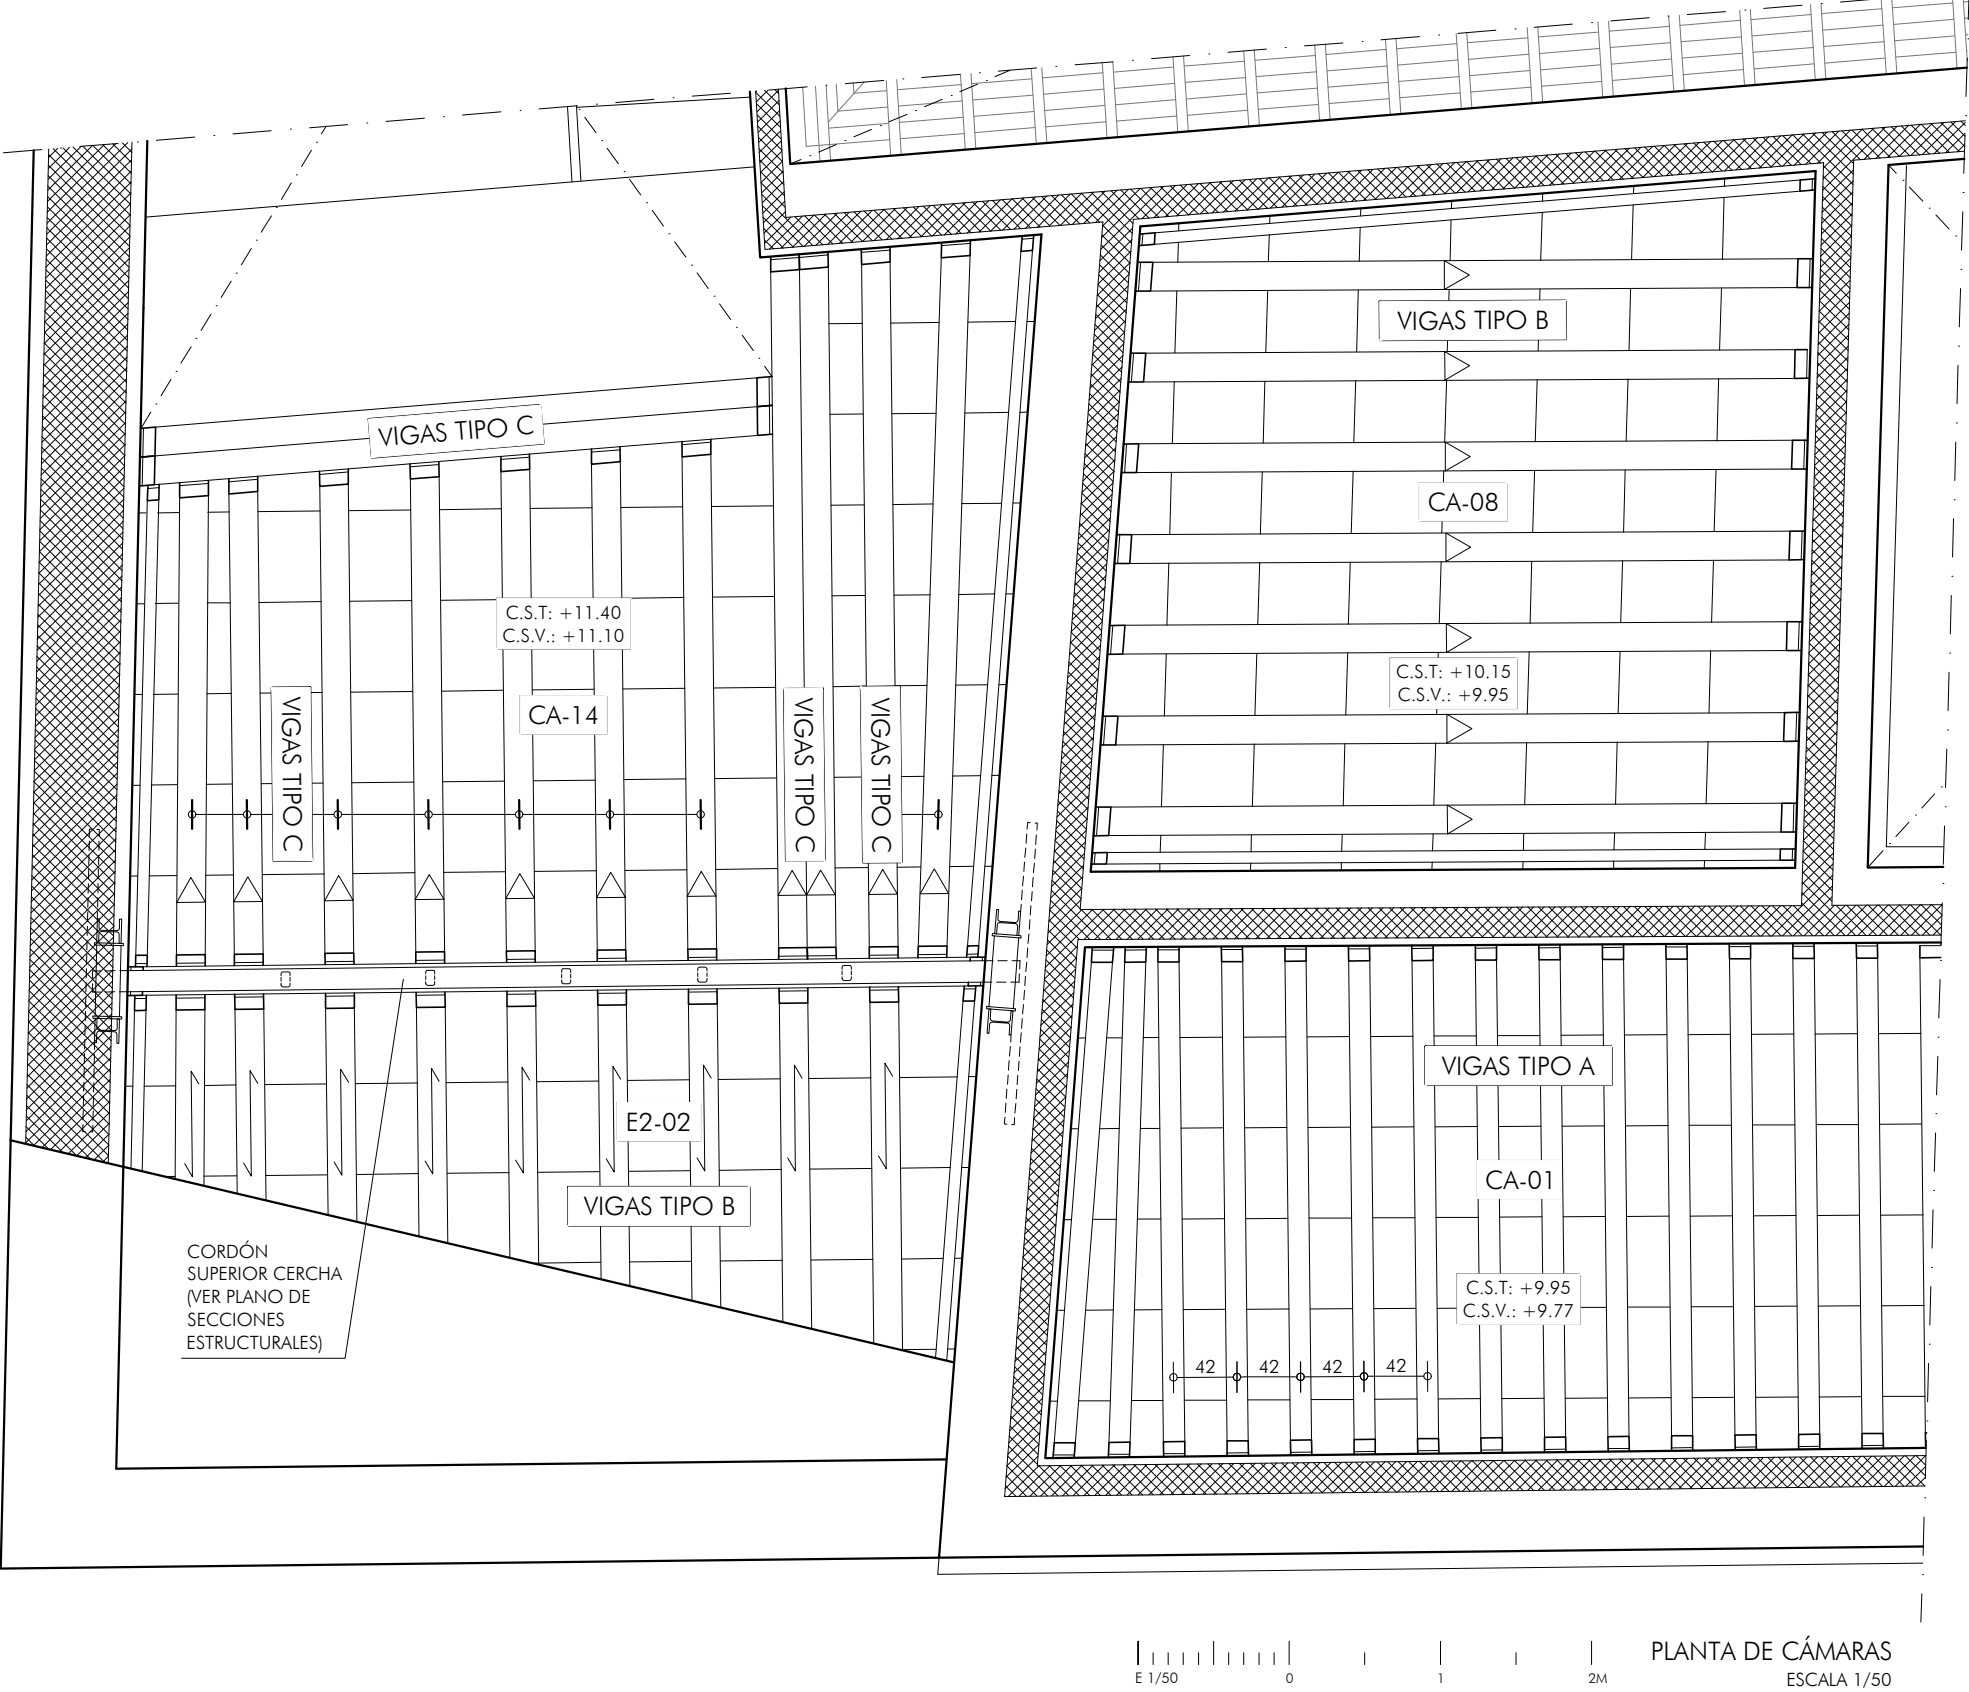 VIGAS TIPO B
VIGAS TIPO C
CA-08
C.S.T: +11.40
C.S.V.: +11.10
C.S.T: +10.15
C.S.V.: +9.95
CA-14
VIGAS TIPO C
VIGAS TIPO C
VIGAS TIPO C
VIGAS TIPO A
E2-02
CA-01
VIGAS TIPO B
CORDÓN
SUPERIOR CERCHA
(VER PLANO DE
SECCIONES
ESTRUCTURALES)
C.S.T: +9.95
C.S.V.: +9.77
42 42 42 42
PLANTA DE CÁMARAS
E 1/50 0 1 2M
ESCALA 1/50